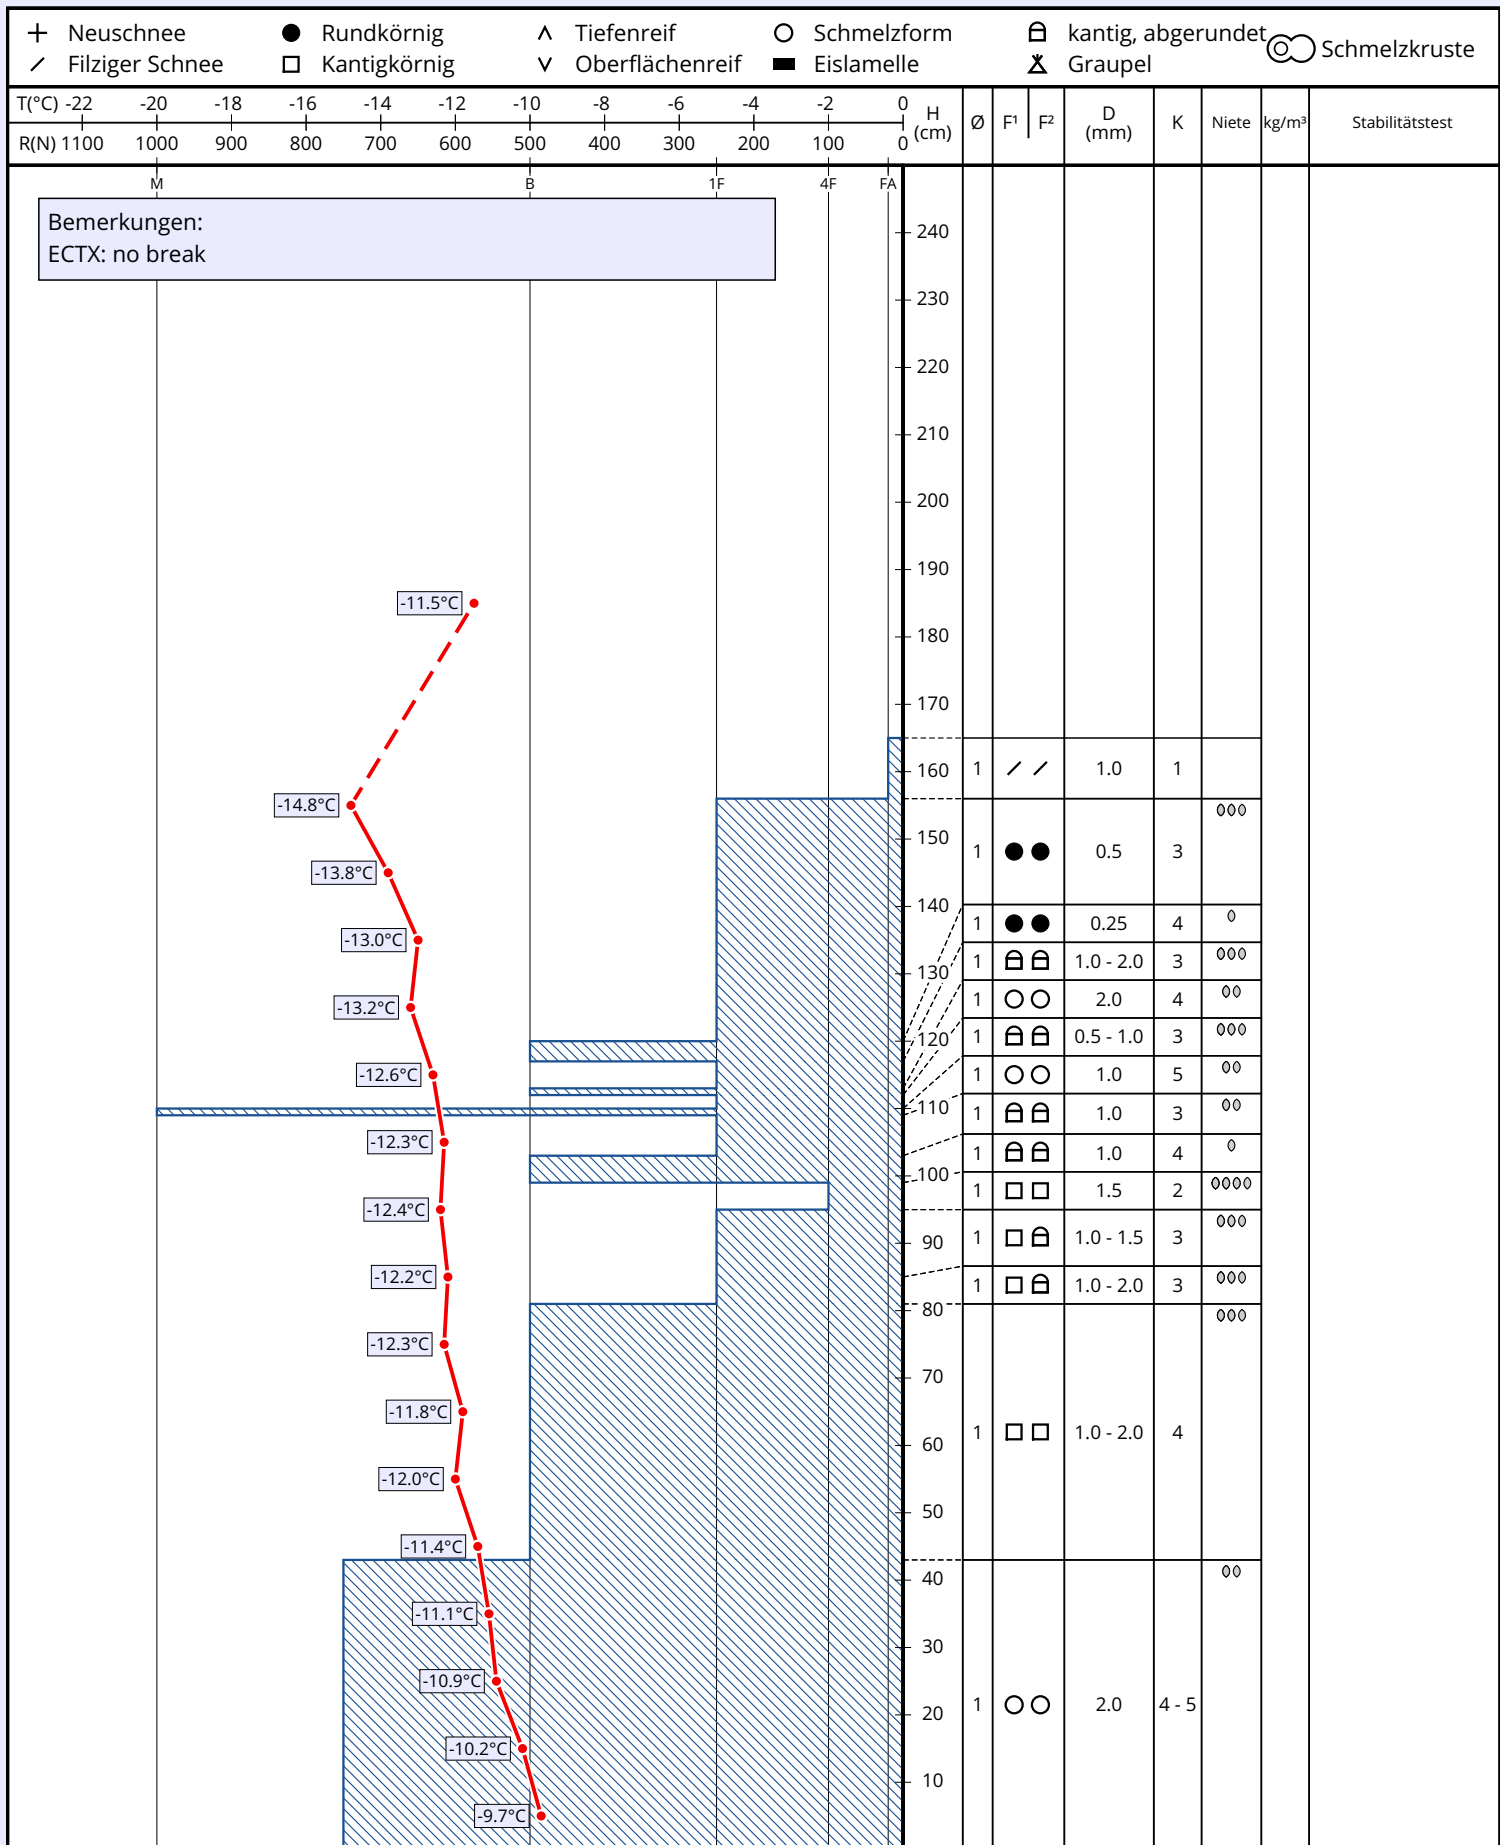 Neuschnee Rundkörnig Tiefenreif Schmelzform kantig, abgerundet Schmelzkruste
Filziger Schnee Kantigkörnig Oberflächenreif Eislamelle Graupel
T(°C) -22 -20 -18 -16 -14 -12 -10 -8 -6 -4 -2 0
R(N) 1100 1000 900 800 700 600 500 400 300 200 100 0
H (cm) Ø F¹ F² D (mm) K Niete kg/m³ Stabilitätstest
M B 1F 4F FA
Bemerkungen:
ECTX: no break
240
230
220
210
200
190
-11.5°C
180
170
160 1 1.0 1
-14.8°C
150
1 0.5 3
-13.8°C
140
1 0.25 4
-13.0°C
1 1.0 - 2.0 3
130
1 2.0 4
-13.2°C
1 0.5 - 1.0 3
120
-12.6°C
1 1.0 5
110
1 1.0 3
-12.3°C
1 1.0 4
100
1 1.5 2
-12.4°C
1 1.0 - 1.5 3
90
-12.2°C
1 1.0 - 2.0 3
80
-12.3°C
70
-11.8°C
1 1.0 - 2.0 4
60
-12.0°C
50
-11.4°C
40
-11.1°C
30
-10.9°C
1 2.0 4 - 5
20
-10.2°C
10
-9.7°C